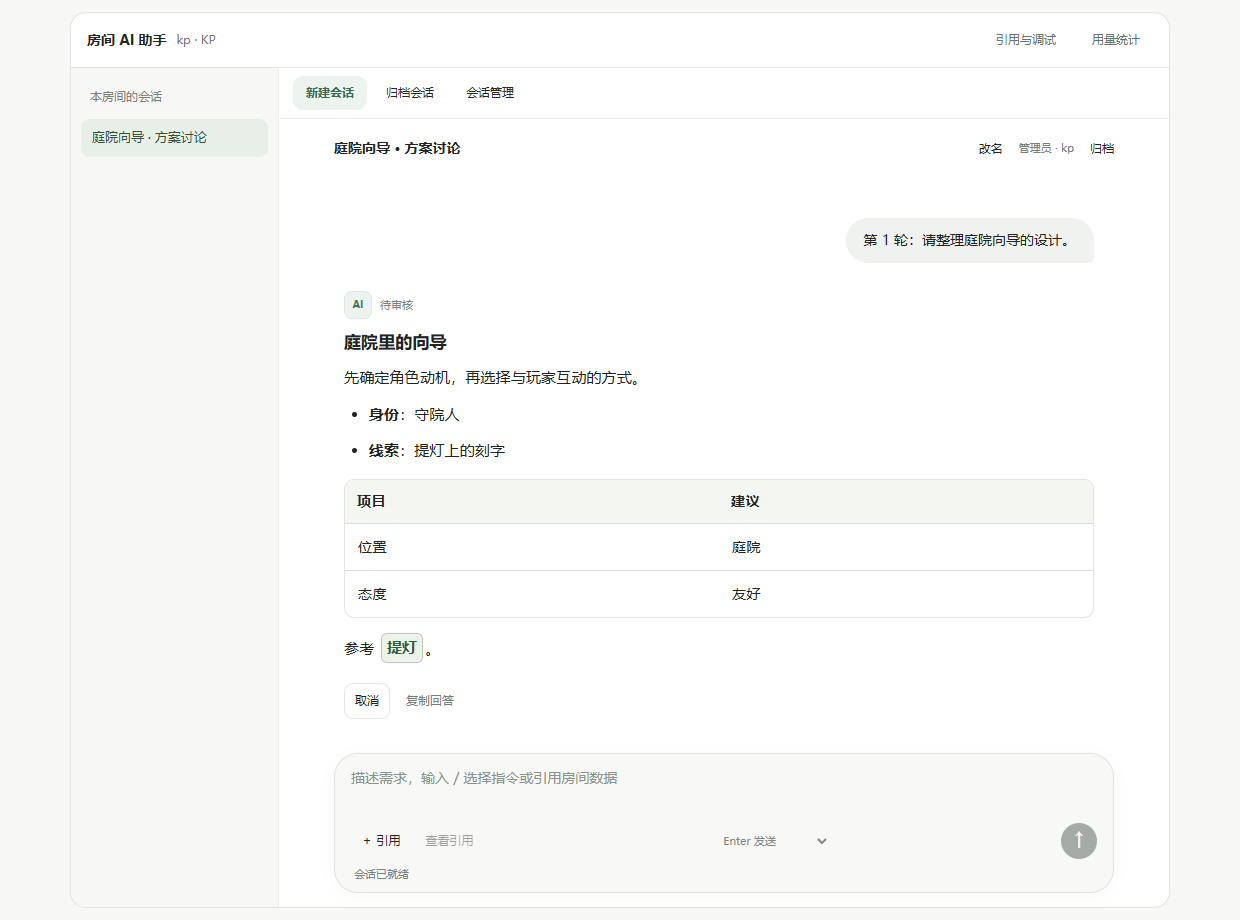 房间 AI 助手 kp · KP
引用与调试 用量统计
本房间的会话
庭院向导 · 方案讨论
新建会话 归档会话 会话管理
庭院向导 • 方案讨论
改名 管理员 · kp 归档
第 1 轮：请整理庭院向导的设计。
AI 待审核
庭院里的向导
先确定角色动机，再选择与玩家互动的方式。
• 身份：守院人
• 线索：提灯上的刻字
项目 建议
位置 庭院
态度 友好
参考 提灯 。
取消 复制回答
描述需求，输入 / 选择指令或引用房间数据
+ 引用 查看引用 Enter 发送 ↑
会话已就绪